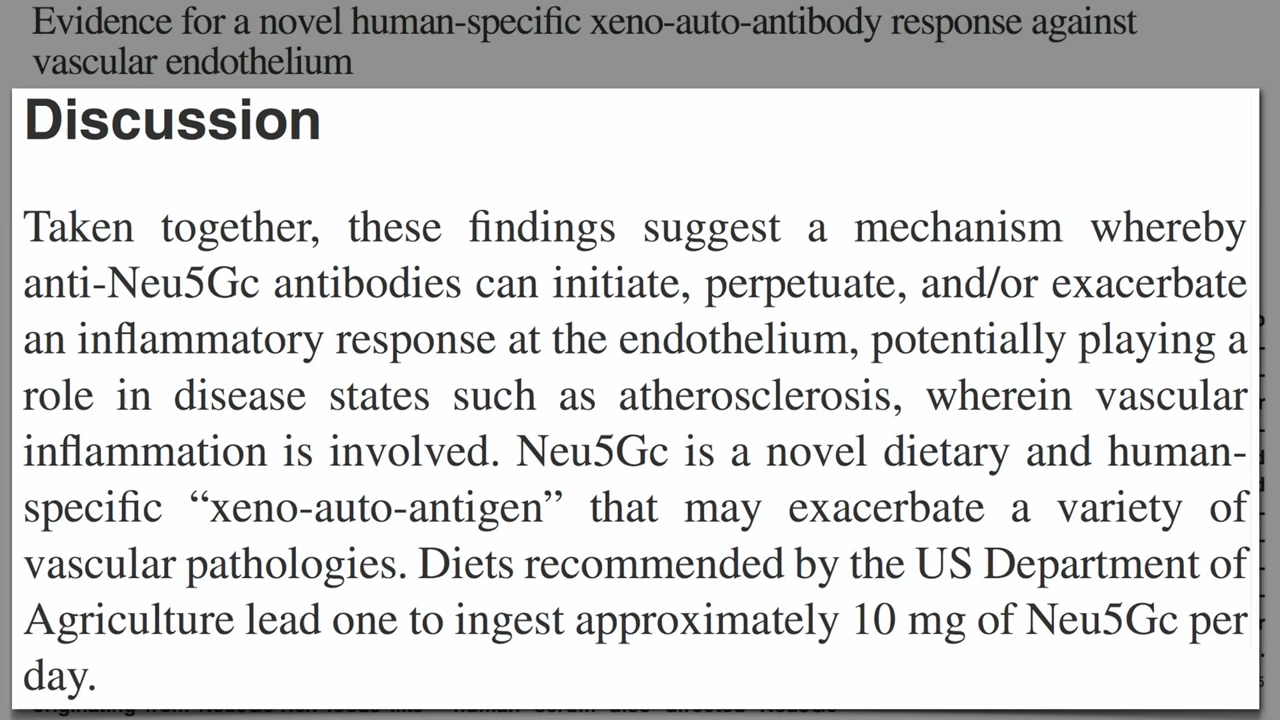 Evidence for a novel human-specific xeno-auto-antibody response against
vascular endothelium
Discussion
Taken together, these findings suggest a mechanism whereby
anti-Neu5Gc antibodies can initiate, perpetuate, and/or exacerbate
an inflammatory response at the endothelium, potentially playing a
role in disease states such as atherosclerosis, wherein vascular
inflammation is involved. Neu5Gc is a novel dietary and human-
specific “xeno-auto-antigen” that may exacerbate a variety of
vascular pathologies. Diets recommended by the US Department of
Agriculture lead one to ingest approximately 10 mg of Neu5Gc per
day.